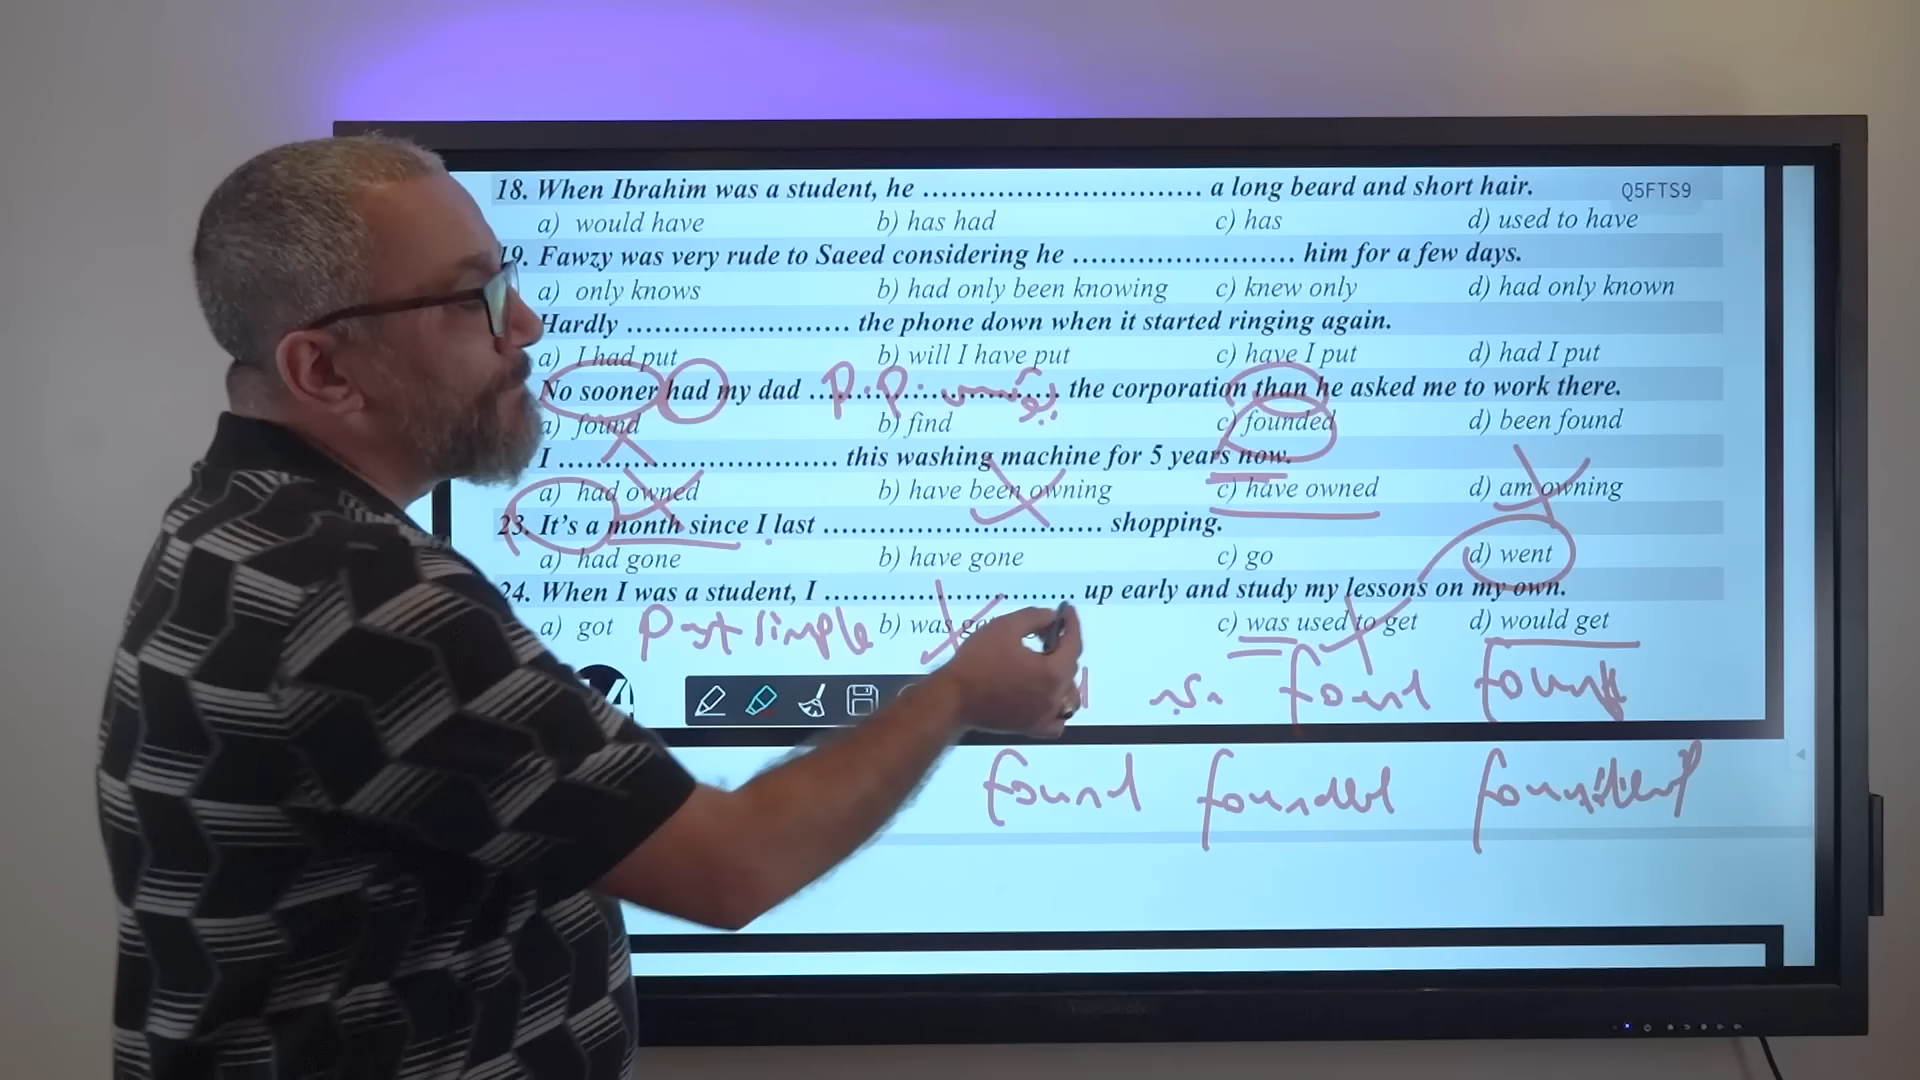 18. When Ibrahim was a student, he .............................. a long beard and short hair. Q5FTS9
a) would have b) has had c) has d) used to have
19. Fawzy was very rude to Saeed considering he ........................ him for a few days.
a) only knows b) had only been knowing c) knew only d) had only known
Hardly ........................ the phone down when it started ringing again.
a) I had put b) will I have put c) have I put d) had I put
No sooner had my dad ........................ the corporation than he asked me to work there.
P.P
a) found b) find c) founded d) been found
I .............................. this washing machine for 5 years now.
a) had owned b) have been owning c) have owned d) am owning
23. It's a month since I last .............................. shopping.
a) had gone b) have gone c) go d) went
24. When I was a student, I ........................... up early and study my lessons on my own.
a) got b) was c) was used to get d) would get
Past simple
found
found founded